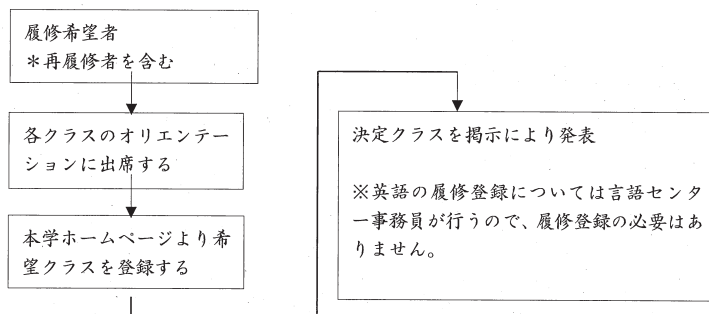 履修希望者
＊再履修者を含む
各クラスのオリエンテー
ションに出席する
本学ホームページより希
望クラスを登録する
決定クラスを掲示により発表
※英語の履修登録については言語センタ
ー事務員が行うので、履修登録の必要はあ
りません。